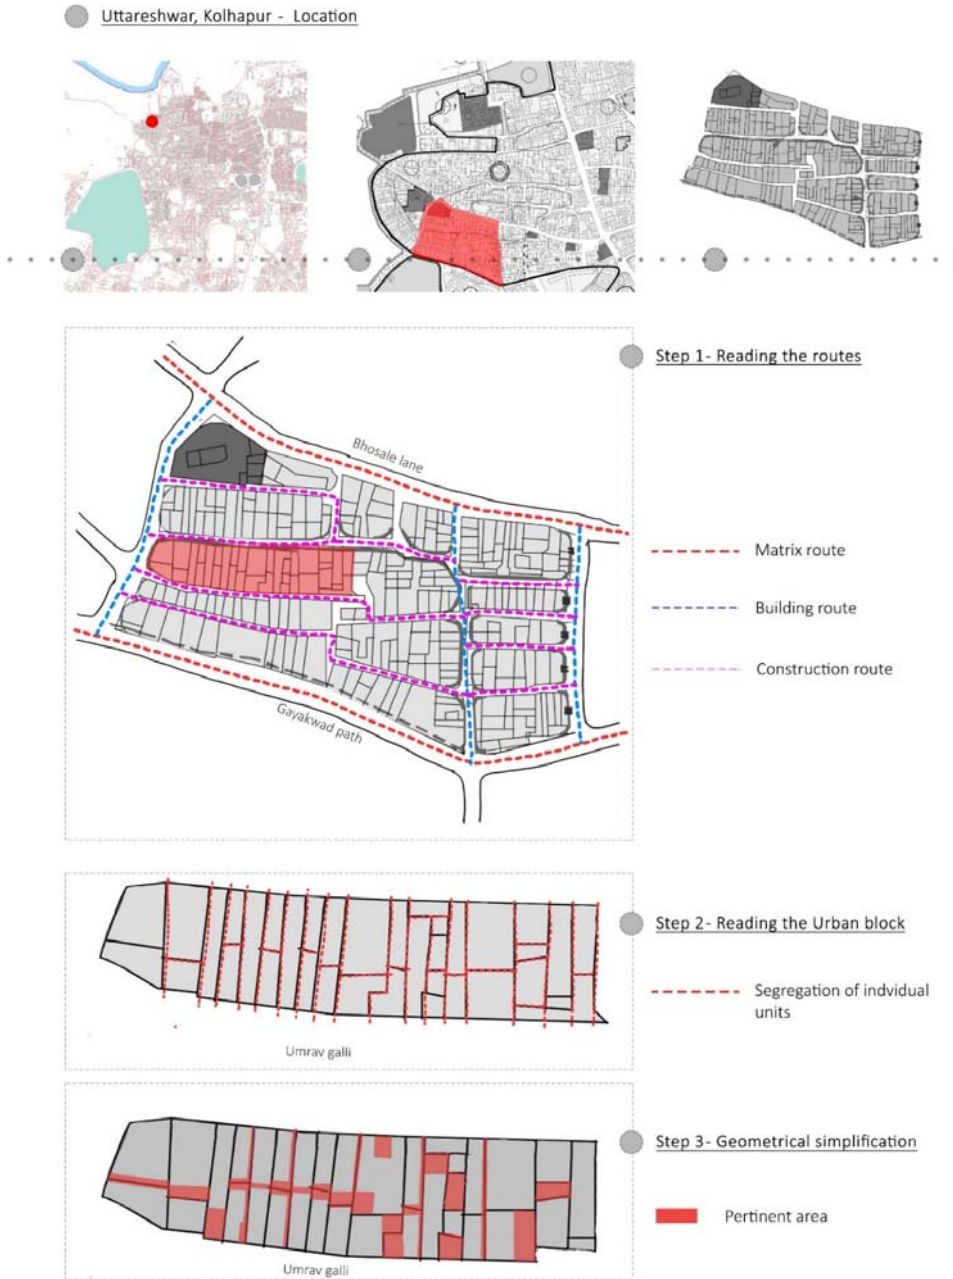 Uttareshwar, Kolhapur - Location
Step 1- Reading the routes
Bhosale lane
Matrix route
Building route
Construction route
Gayakwad path
Step 2- Reading the Urban block
Segregation of indvidual
units
Umrav galli
Step 3- Geometrical simplification
Pertinent area
Umrav galli